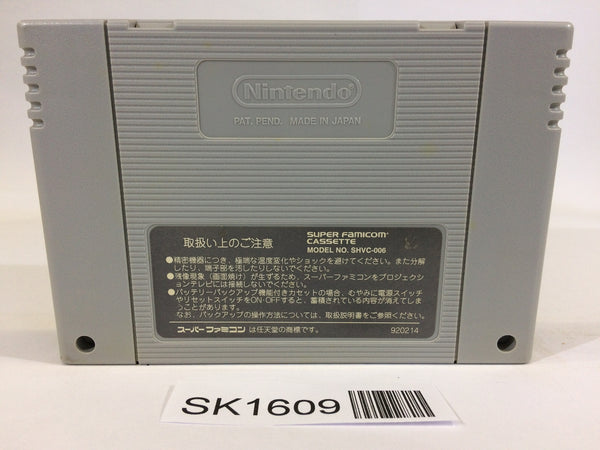 Nintendo
PAT. PEND. MADE IN JAPAN
取扱い上のご注意
SUPER FAMICOM
CASSETTE
MODEL NO. SHVC-006
●精密機器につき、極端な温度変化やショックを避けてください。また分解
したり、端子部を汚したりしないでください。
●残像現象（画面焼け）が生ずるため、スーパーファミコンをプロジェクシ
ョンテレビには接続しないでください。
●バッテリーバックアップ機能付きカセットの場合、むやみに電源スイッチ
やリセットスイッチをON・OFFすると、蓄積されている内容が消えてしま
うことがあります。
なお、バックアップの操作方法については、取扱説明書をご参照ください。
スーパーファミコンは任天堂の商標です。
920214
SK1609